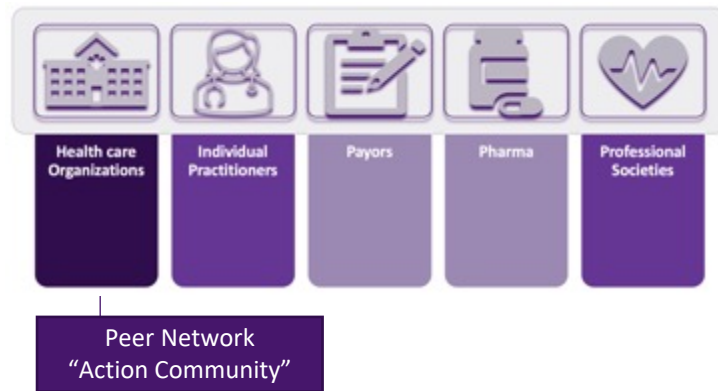 Health care
Organizations
Individual
Practitioners
Payors
Pharma
Professional
Societies
Peer Network
“Action Community”